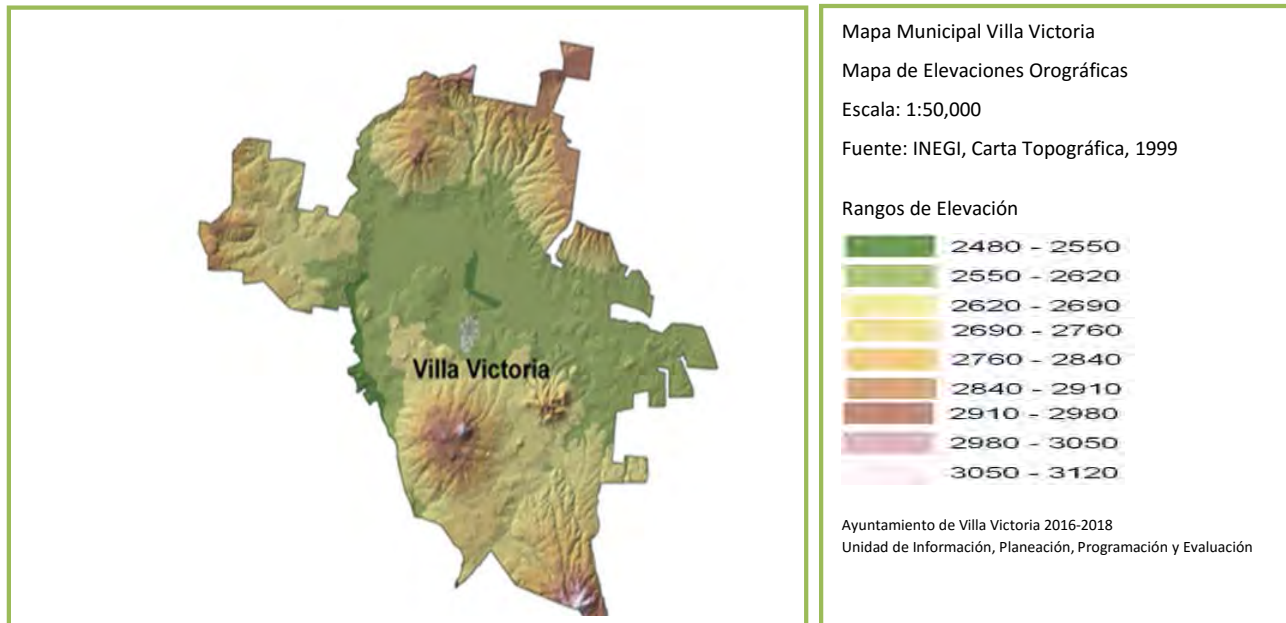 Villa Victoria
Mapa Municipal Villa Victoria
Mapa de Elevaciones Orográficas
Escala: 1:50,000
Fuente: INEGI, Carta Topográfica, 1999
Rangos de Elevación
2480 - 2550
2550 - 2620
2620 - 2690
2690 - 2760
2760 - 2840
2840 - 2910
2910 - 2980
2980 - 3050
3050 - 3120
Ayuntamiento de Villa Victoria 2016-2018
Unidad de Información, Planeación, Programación y Evaluación